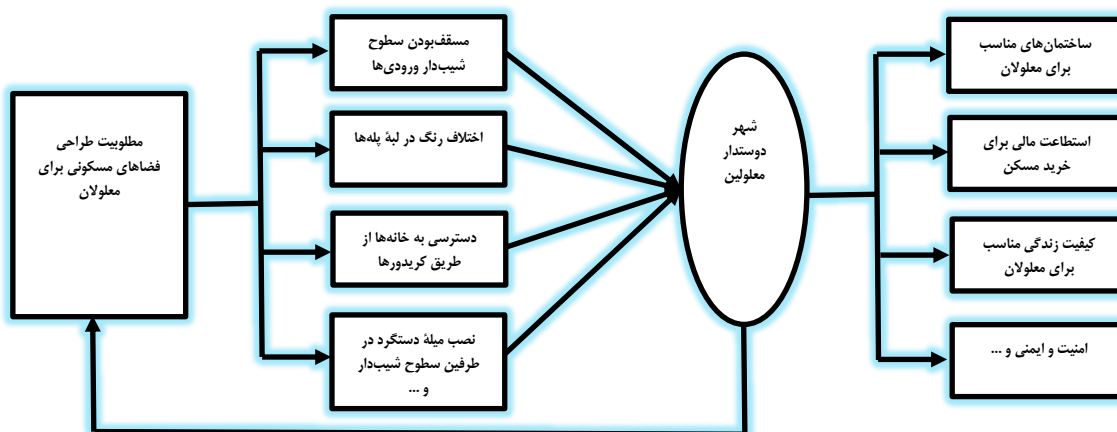 مطلوبیت طراحی
فضاهای مسکونی برای
معلولان
مسقف‌بودن سطوح
شیب‌دار ورودی‌ها
اختلاف رنگ در لبۀ پله‌ها
دسترسی به خانه‌ها از
طریق کریدورها
نصب میلۀ دستگرد در
طرفین سطوح شیب‌دار
و ...
شهر
دوستدار
معلولین
ساختمان‌های مناسب
برای معلولان
استطاعت مالی برای
خرید مسکن
کیفیت زندگی مناسب
برای معلولان
امنیت و ایمنی و ...